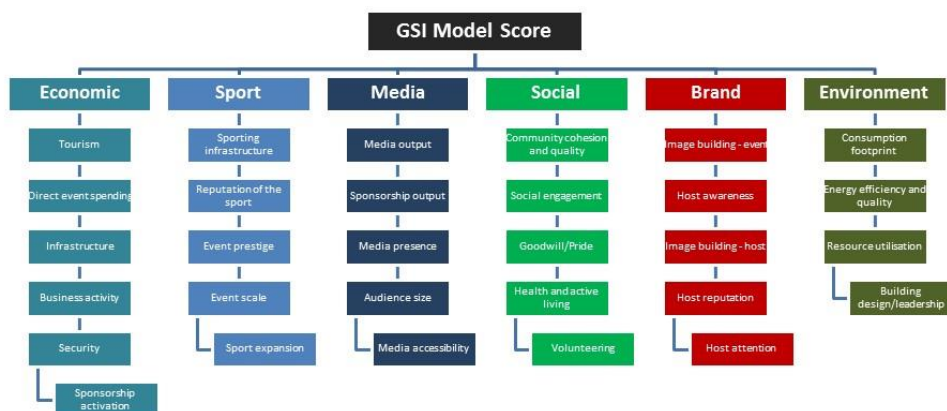 GSI Model Score
Economic
Sport
Media
Social
Brand
Environment
Tourism
Direct event spending
Infrastructure
Business activity
Security
Sponsorship
activation
Sporting
infrastructure
Reputation of the
sport
Event prestige
Event scale
Sport expansion
Media output
Sponsorship output
Media presence
Audience size
Media accessibility
Community cohesion
and quality
Social engagement
Goodwill/Pride
Health and active
living
Volunteering
Image building - event
Host awareness
Image building - host
Host reputation
Host attention
Consumption
footprint
Energy efficiency and
quality
Resource utilisation
Building
design/leadership